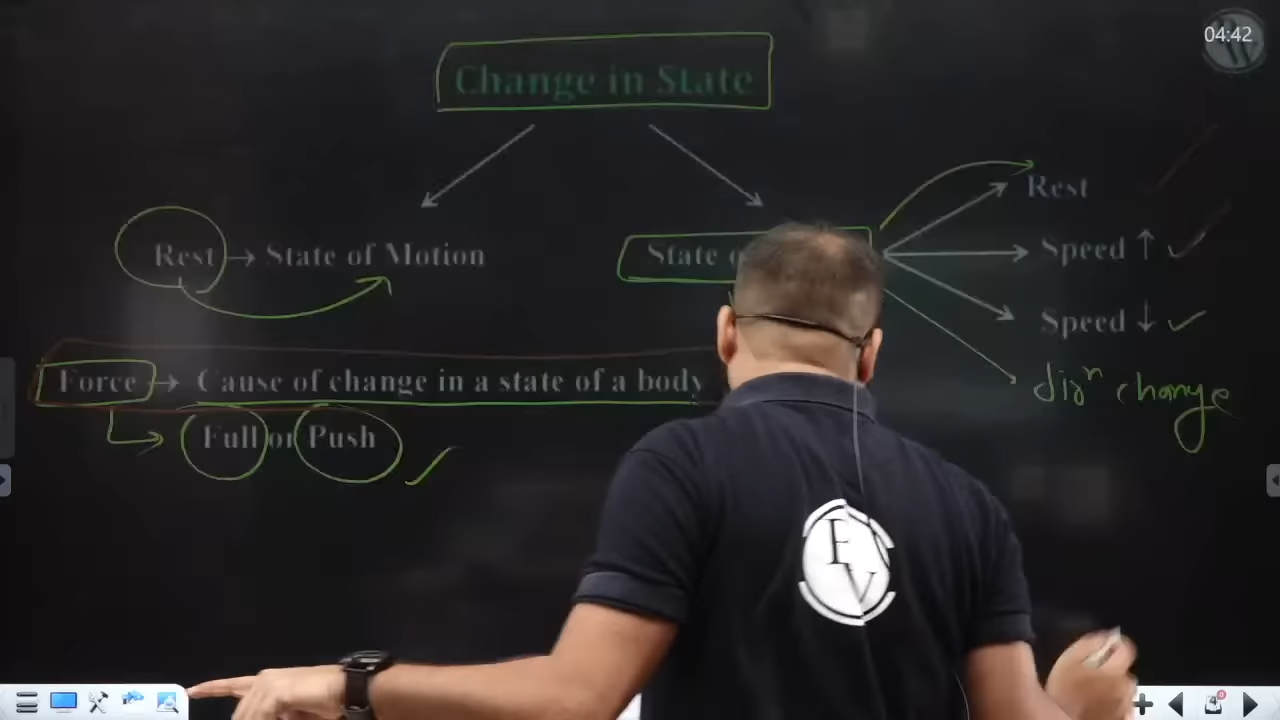 04:42
Change in State
Rest → State of Motion
State
Rest
Speed ↑
Speed ↓
dirⁿ change
Force → Cause of change in a state of a body
Full or Push